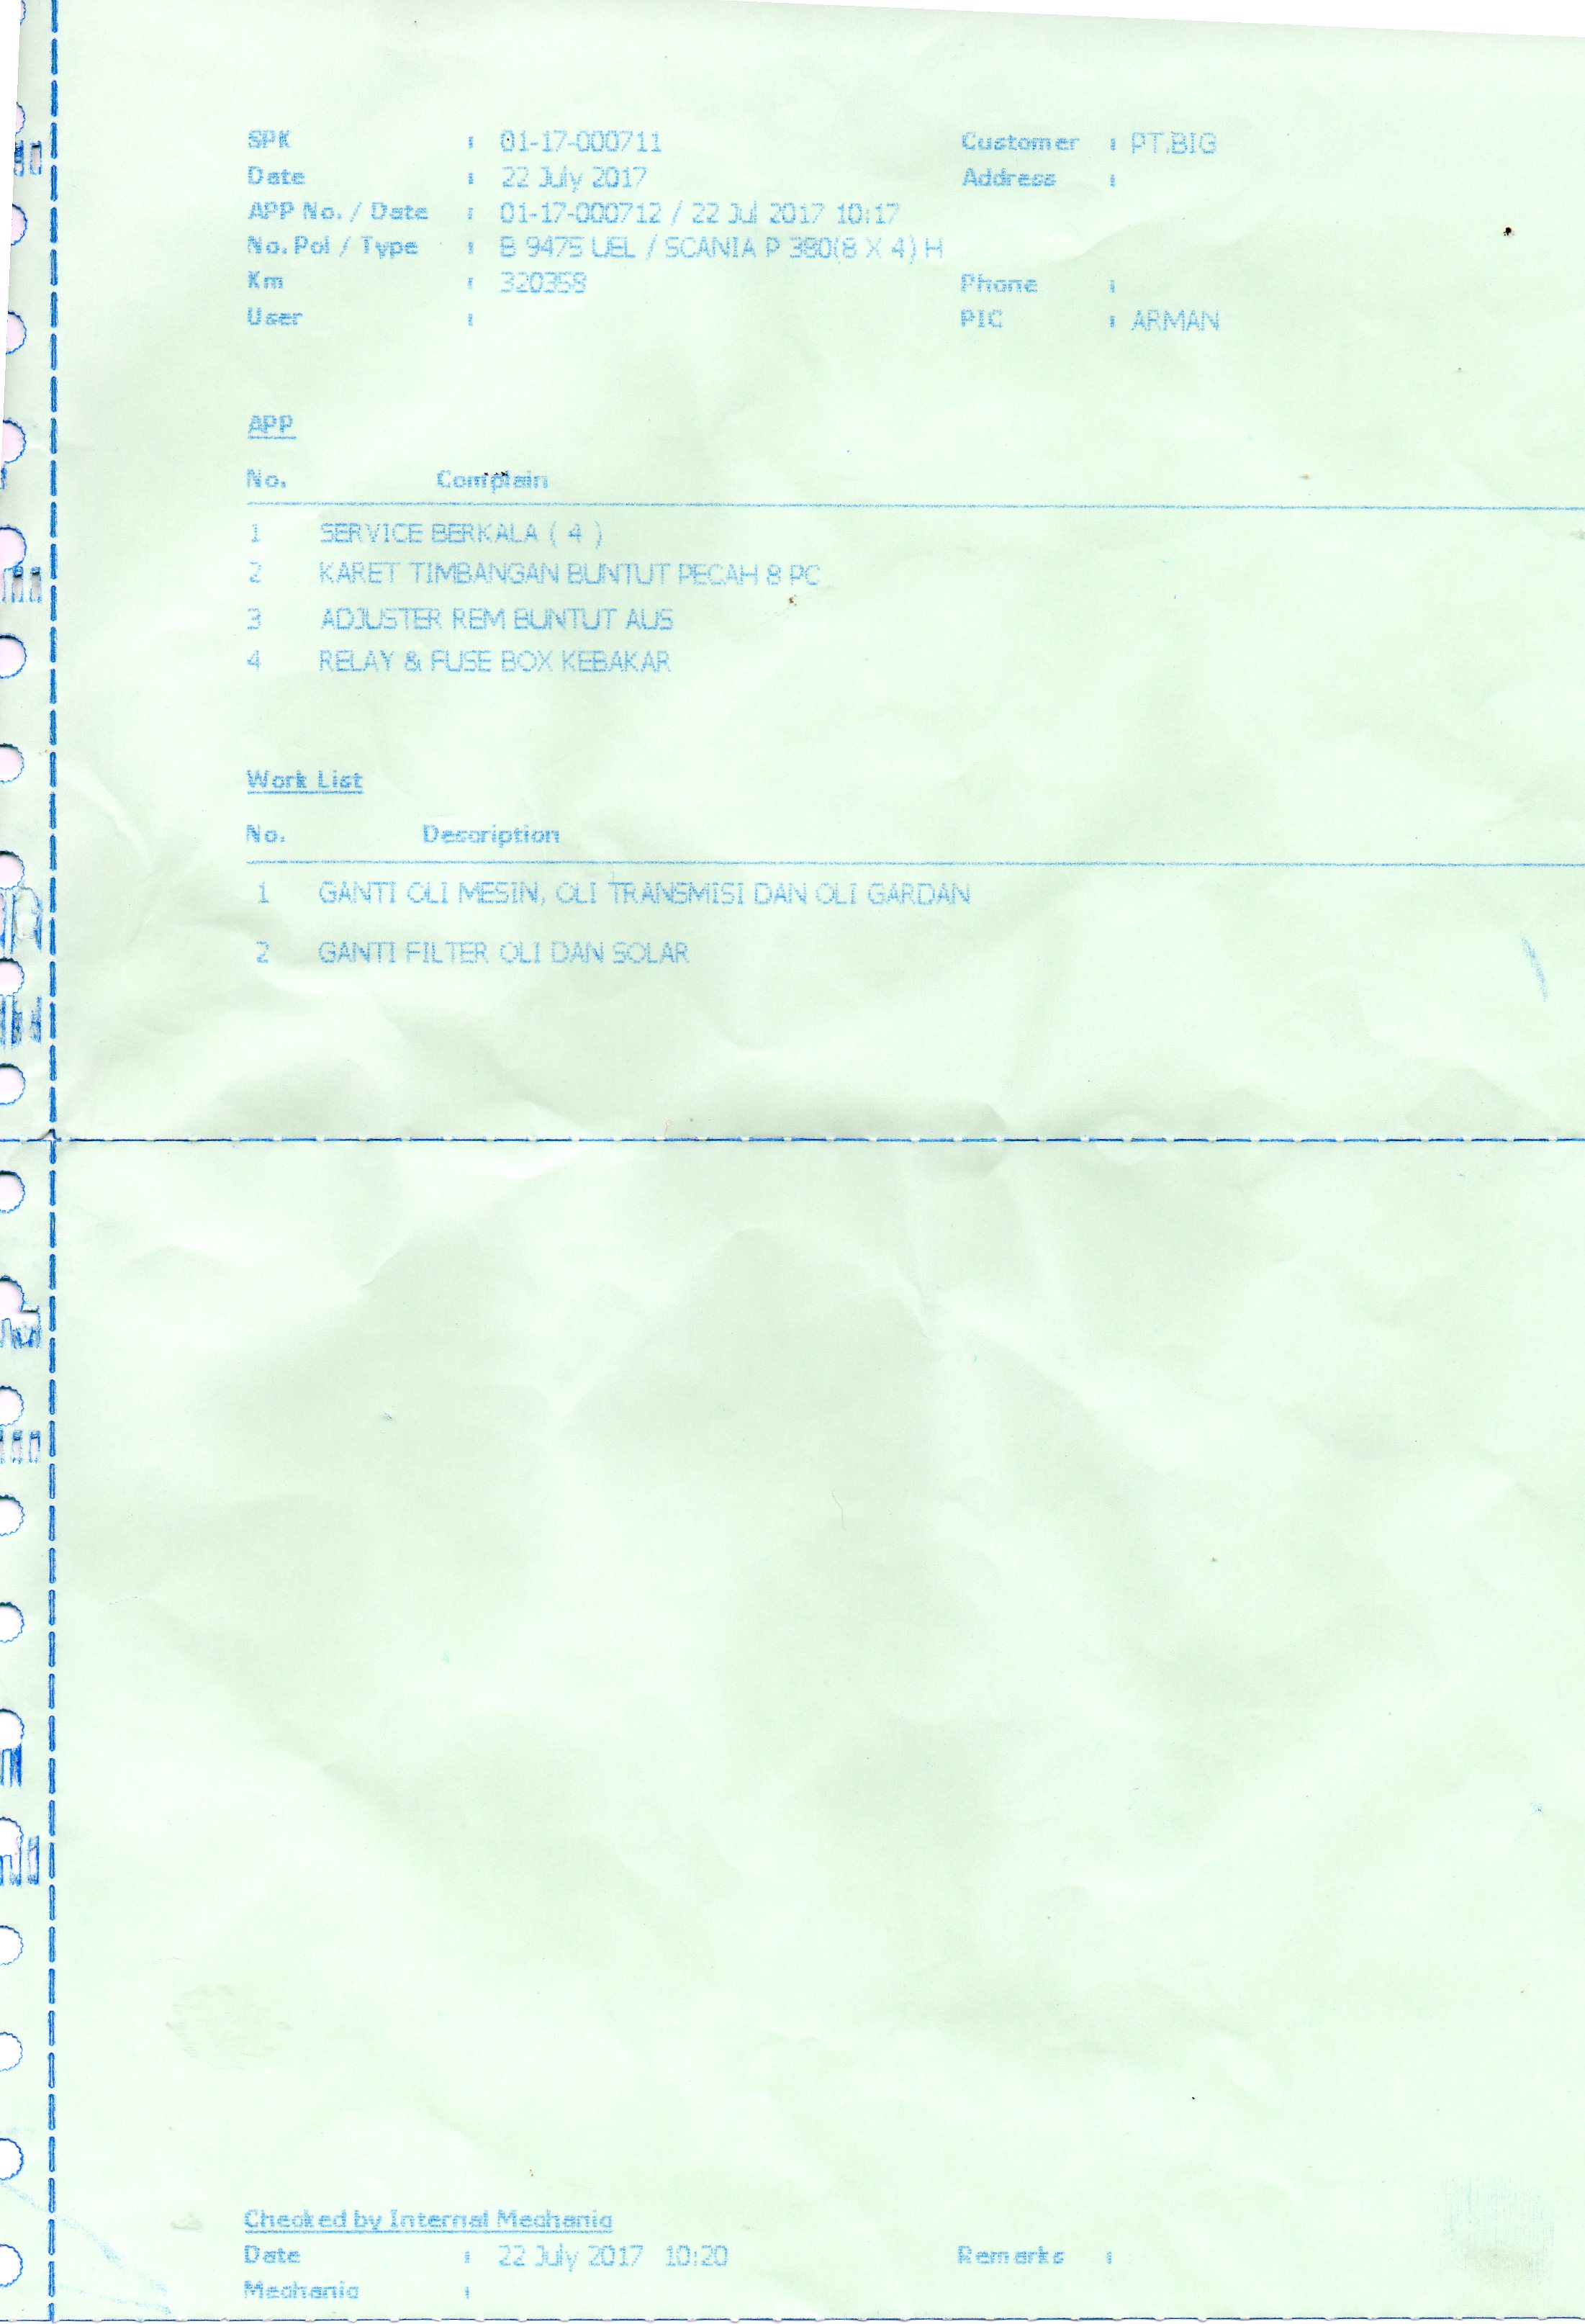 SPK : 01-17-000711 Customer : PT.BIG
Date : 22 July 2017 Address :
APP No. / Date : 01-17-000712 / 22 Jul 2017 10:17
No. Pol / Type : B 9475 UEL / SCANIA P 380(8 X 4) H
Km : 320358 Phone :
User : PIC : ARMAN
APP
No. Complain
1 SERVICE BERKALA ( 4 )
2 KARET TIMBANGAN BUNTUT PECAH 8 PC
3 ADJUSTER REM BUNTUT AUS
4 RELAY & FUSE BOX KEBAKAR
Work List
No. Description
1 GANTI OLI MESIN, OLI TRANSMISI DAN OLI GARDAN
2 GANTI FILTER OLI DAN SOLAR
Checked by Internal Mechanic
Date : 22 July 2017 10:20 Remarks :
Mechanic :